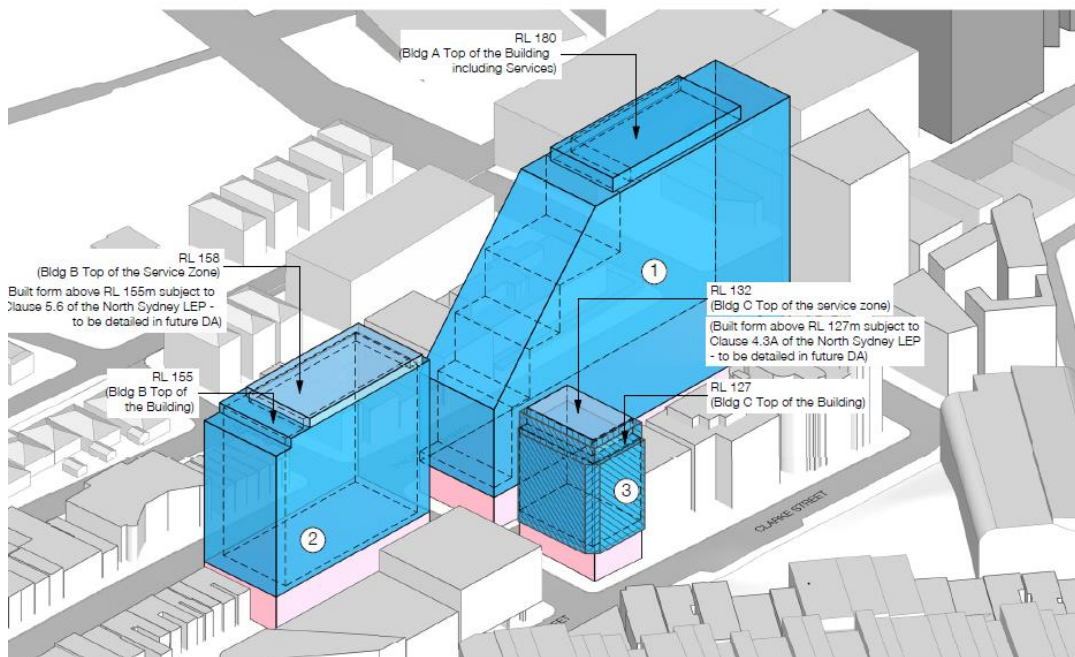 RL 180
(Bldg A Top of the Building
including Services)
RL 158
(Bldg B Top of the Service Zone)
Built form above RL 155m subject to
Clause 5.6 of the North Sydney LEP -
to be detailed in future DA)
RL 155
(Bldg B Top of
the Building)
1
RL 132
(Bldg C Top of the service zone)
(Built form above RL 127m subject to
Clause 4.3A of the North Sydney LEP
- to be detailed in future DA)
RL 127
(Bldg C Top of the Building)
3
2
CLARKE STREET